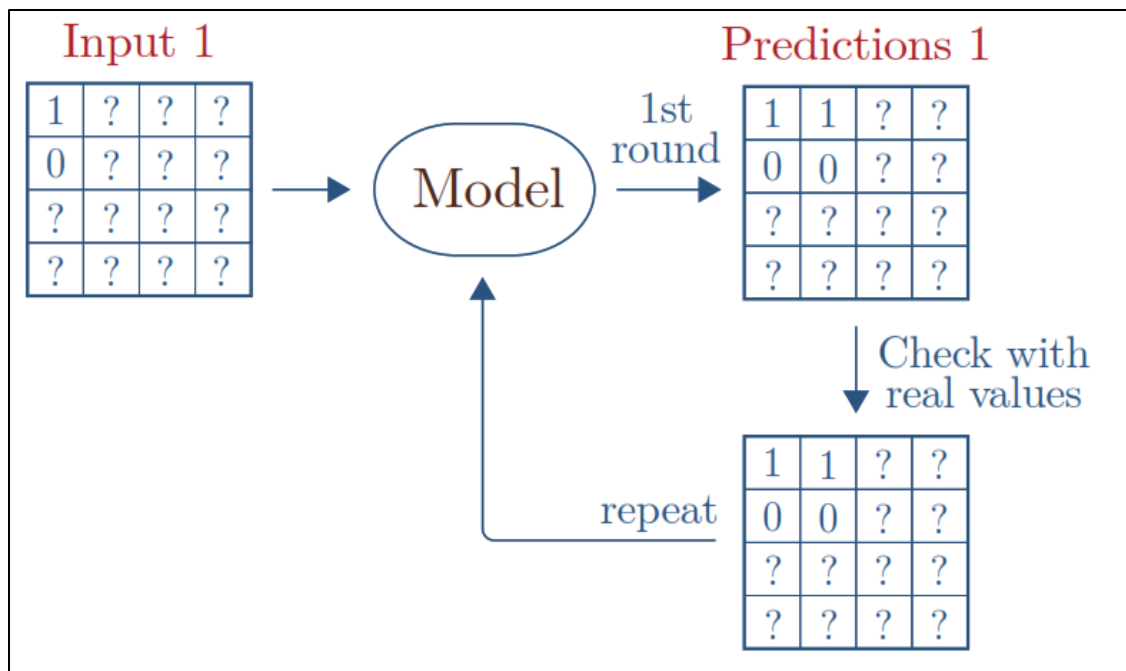 Input 1
1 ? ? ?
0 ? ? ?
? ? ? ?
? ? ? ?
Model
1st
round
Predictions 1
1 1 ? ?
0 0 ? ?
? ? ? ?
? ? ? ?
Check with
real values
1 1 ? ?
0 0 ? ?
? ? ? ?
? ? ? ?
repeat